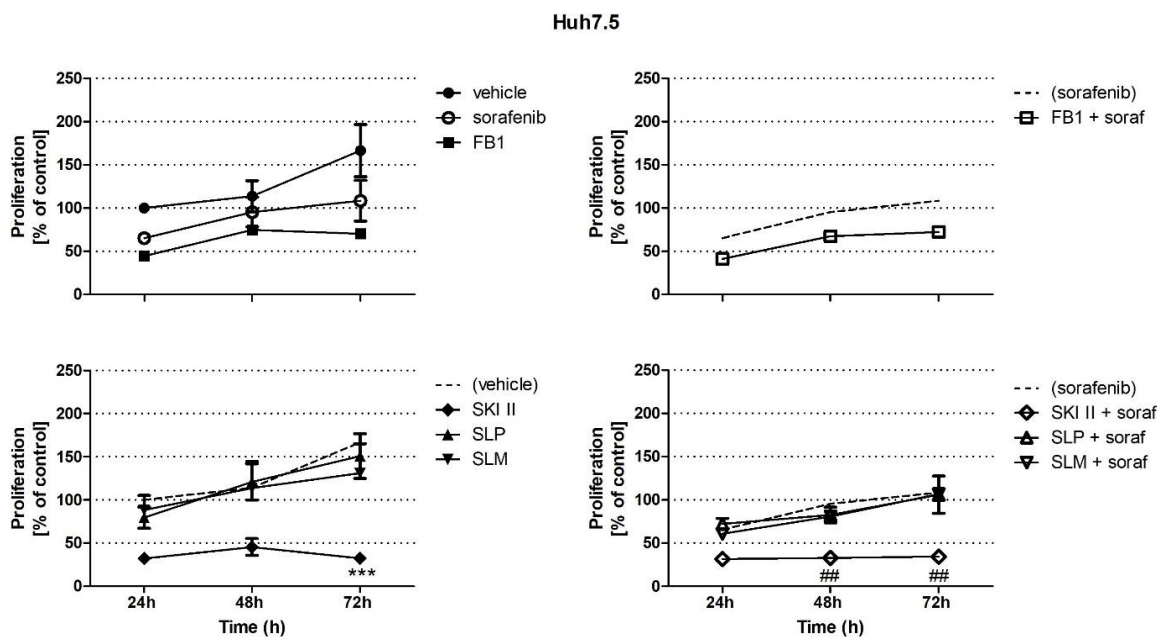 Huh7.5
Proliferation
[% of control]
250
200
150
100
50
0
vehicle
sorafenib
FB1
Proliferation
[% of control]
250
200
150
100
50
0
(sorafenib)
FB1 + soraf
Proliferation
[% of control]
250
200
150
100
50
0
***
24h 48h 72h
Time (h)
(vehicle)
SKI II
SLP
SLM
Proliferation
[% of control]
250
200
150
100
50
0
## ##
24h 48h 72h
Time (h)
(sorafenib)
SKI II + soraf
SLP + soraf
SLM + soraf